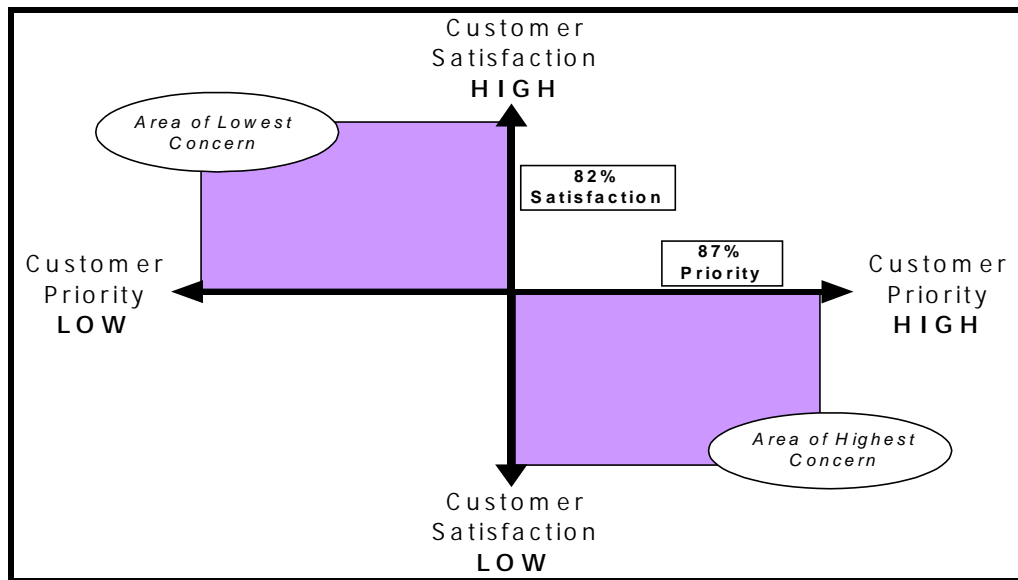 Customer
Satisfaction
HIGH
Area of Lowest
Concern
82%
Satisfaction
87%
Priority
Customer
Priority
LOW
Customer
Priority
HIGH
Area of Highest
Concern
Customer
Satisfaction
LOW